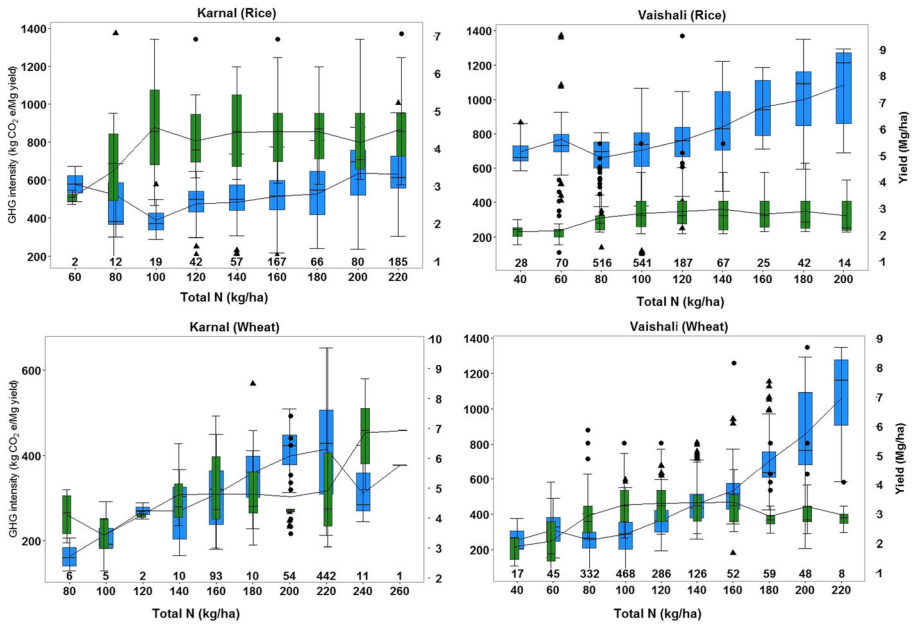 Karnal (Rice)
GHG intensity (kg CO2 e/Mg yield)
1400
1200
1000
800
600
400
200
7
6
5
4
3
2
1
2 12 19 42 57 167 66 80 185
60 80 100 120 140 160 180 200 220
Total N (kg/ha)
Vaishali (Rice)
1400
1200
1000
800
600
400
200
9
8
7
6
5
4
3
2
1
Yield (Mg/ha)
28 70 516 541 187 67 25 42 14
40 60 80 100 120 140 160 180 200
Total N (kg/ha)
Karnal (Wheat)
GHG intensity (kg CO2 e/Mg yield)
600
400
200
10
9
8
7
6
5
4
3
2
6 5 2 10 93 10 54 442 11 1
80 100 120 140 160 180 200 220 240 260
Total N (kg/ha)
Vaishali (Wheat)
1400
1200
1000
800
600
400
200
9
8
7
6
5
4
3
2
1
Yield (Mg/ha)
17 45 332 468 286 126 52 59 48 8
40 60 80 100 120 140 160 180 200 220
Total N (kg/ha)